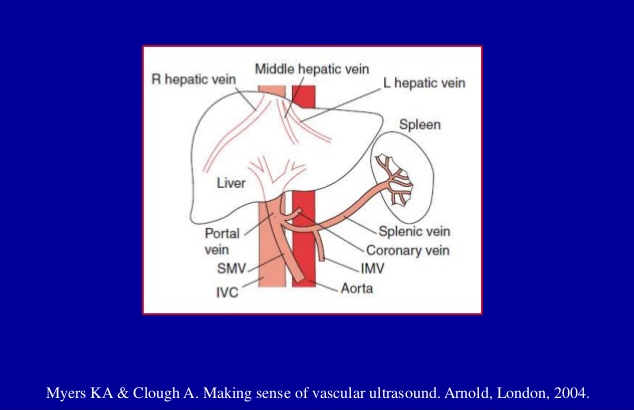 Middle hepatic vein
R hepatic vein
L hepatic vein
Spleen
Liver
Portal
vein
Splenic vein
Coronary vein
SMV
IMV
IVC
Aorta
Myers KA & Clough A. Making sense of vascular ultrasound. Arnold, London, 2004.